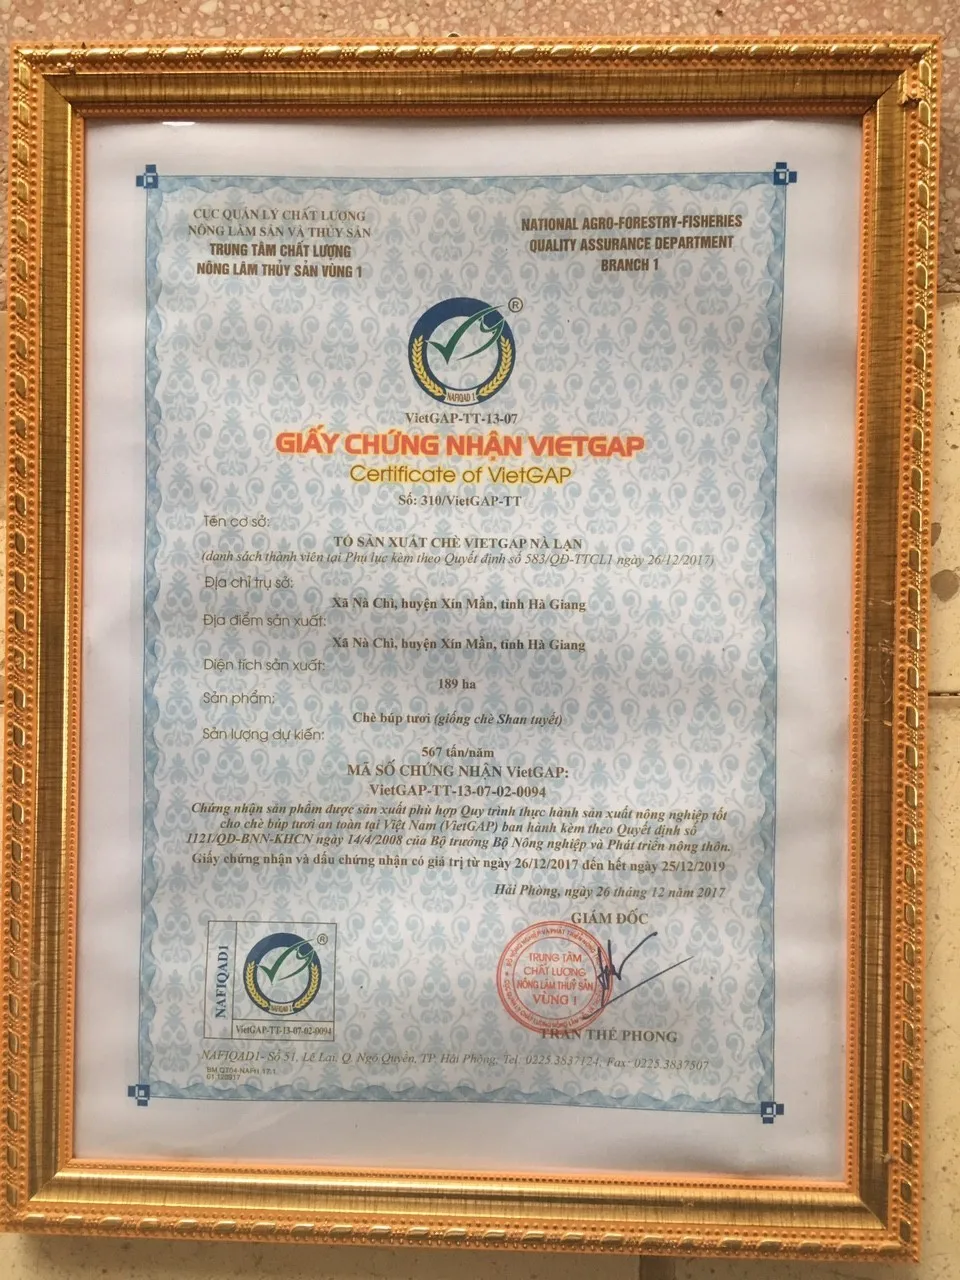 CỤC QUẢN LÝ CHẤT LƯỢNG
NÔNG LÂM SẢN VÀ THỦY SẢN
TRUNG TÂM CHẤT LƯỢNG
NÔNG LÂM THỦY SẢN VÙNG 1
NATIONAL AGRO-FORESTRY-FISHERIES
QUALITY ASSURANCE DEPARTMENT
BRANCH 1
®
NAFIQAD 1
VietGAP-TT-13-07
GIẤY CHỨNG NHẬN VIETGAP
Certificate of VietGAP
Số: 310/VietGAP-TT
Tên cơ sở:
TỔ SẢN XUẤT CHÈ VIETGAP NÀ LẠN
(danh sách thành viên tại Phụ lục kèm theo Quyết định số 583/QĐ-TTCL1 ngày 26/12/2017)
Địa chỉ trụ sở:
Xã Nà Chì, huyện Xín Mần, tỉnh Hà Giang
Địa điểm sản xuất:
Xã Nà Chì, huyện Xín Mần, tỉnh Hà Giang
Diện tích sản xuất:
189 ha
Sản phẩm:
Chè búp tươi (giống chè Shan tuyết)
Sản lượng dự kiến:
567 tấn/năm
MÃ SỐ CHỨNG NHẬN VietGAP:
VietGAP-TT-13-07-02-0094
Chứng nhận sản phẩm được sản xuất phù hợp Quy trình thực hành sản xuất nông nghiệp tốt
cho chè búp tươi an toàn tại Việt Nam (VietGAP) ban hành kèm theo Quyết định số
1121/QĐ-BNN-KHCN ngày 14/4/2008 của Bộ trưởng Bộ Nông nghiệp và Phát triển nông thôn.
Giấy chứng nhận và dấu chứng nhận có giá trị từ ngày 26/12/2017 đến hết ngày 25/12/2019
Hải Phòng, ngày 26 tháng 12 năm 2017
GIÁM ĐỐC
TRUNG TÂM
CHẤT LƯỢNG
NÔNG LÂM THỦY SẢN
VÙNG 1
TRẦN THẾ PHONG
NAFIQAD1
®
NAFIQAD 1
VietGAP-TT-13-07-02-0094
NAFIQAD1- Số 51, Lê Lai, Q. Ngô Quyền, TP. Hải Phòng, Tel: 0225.3837124, Fax: 0225.3837507
01.12/2017